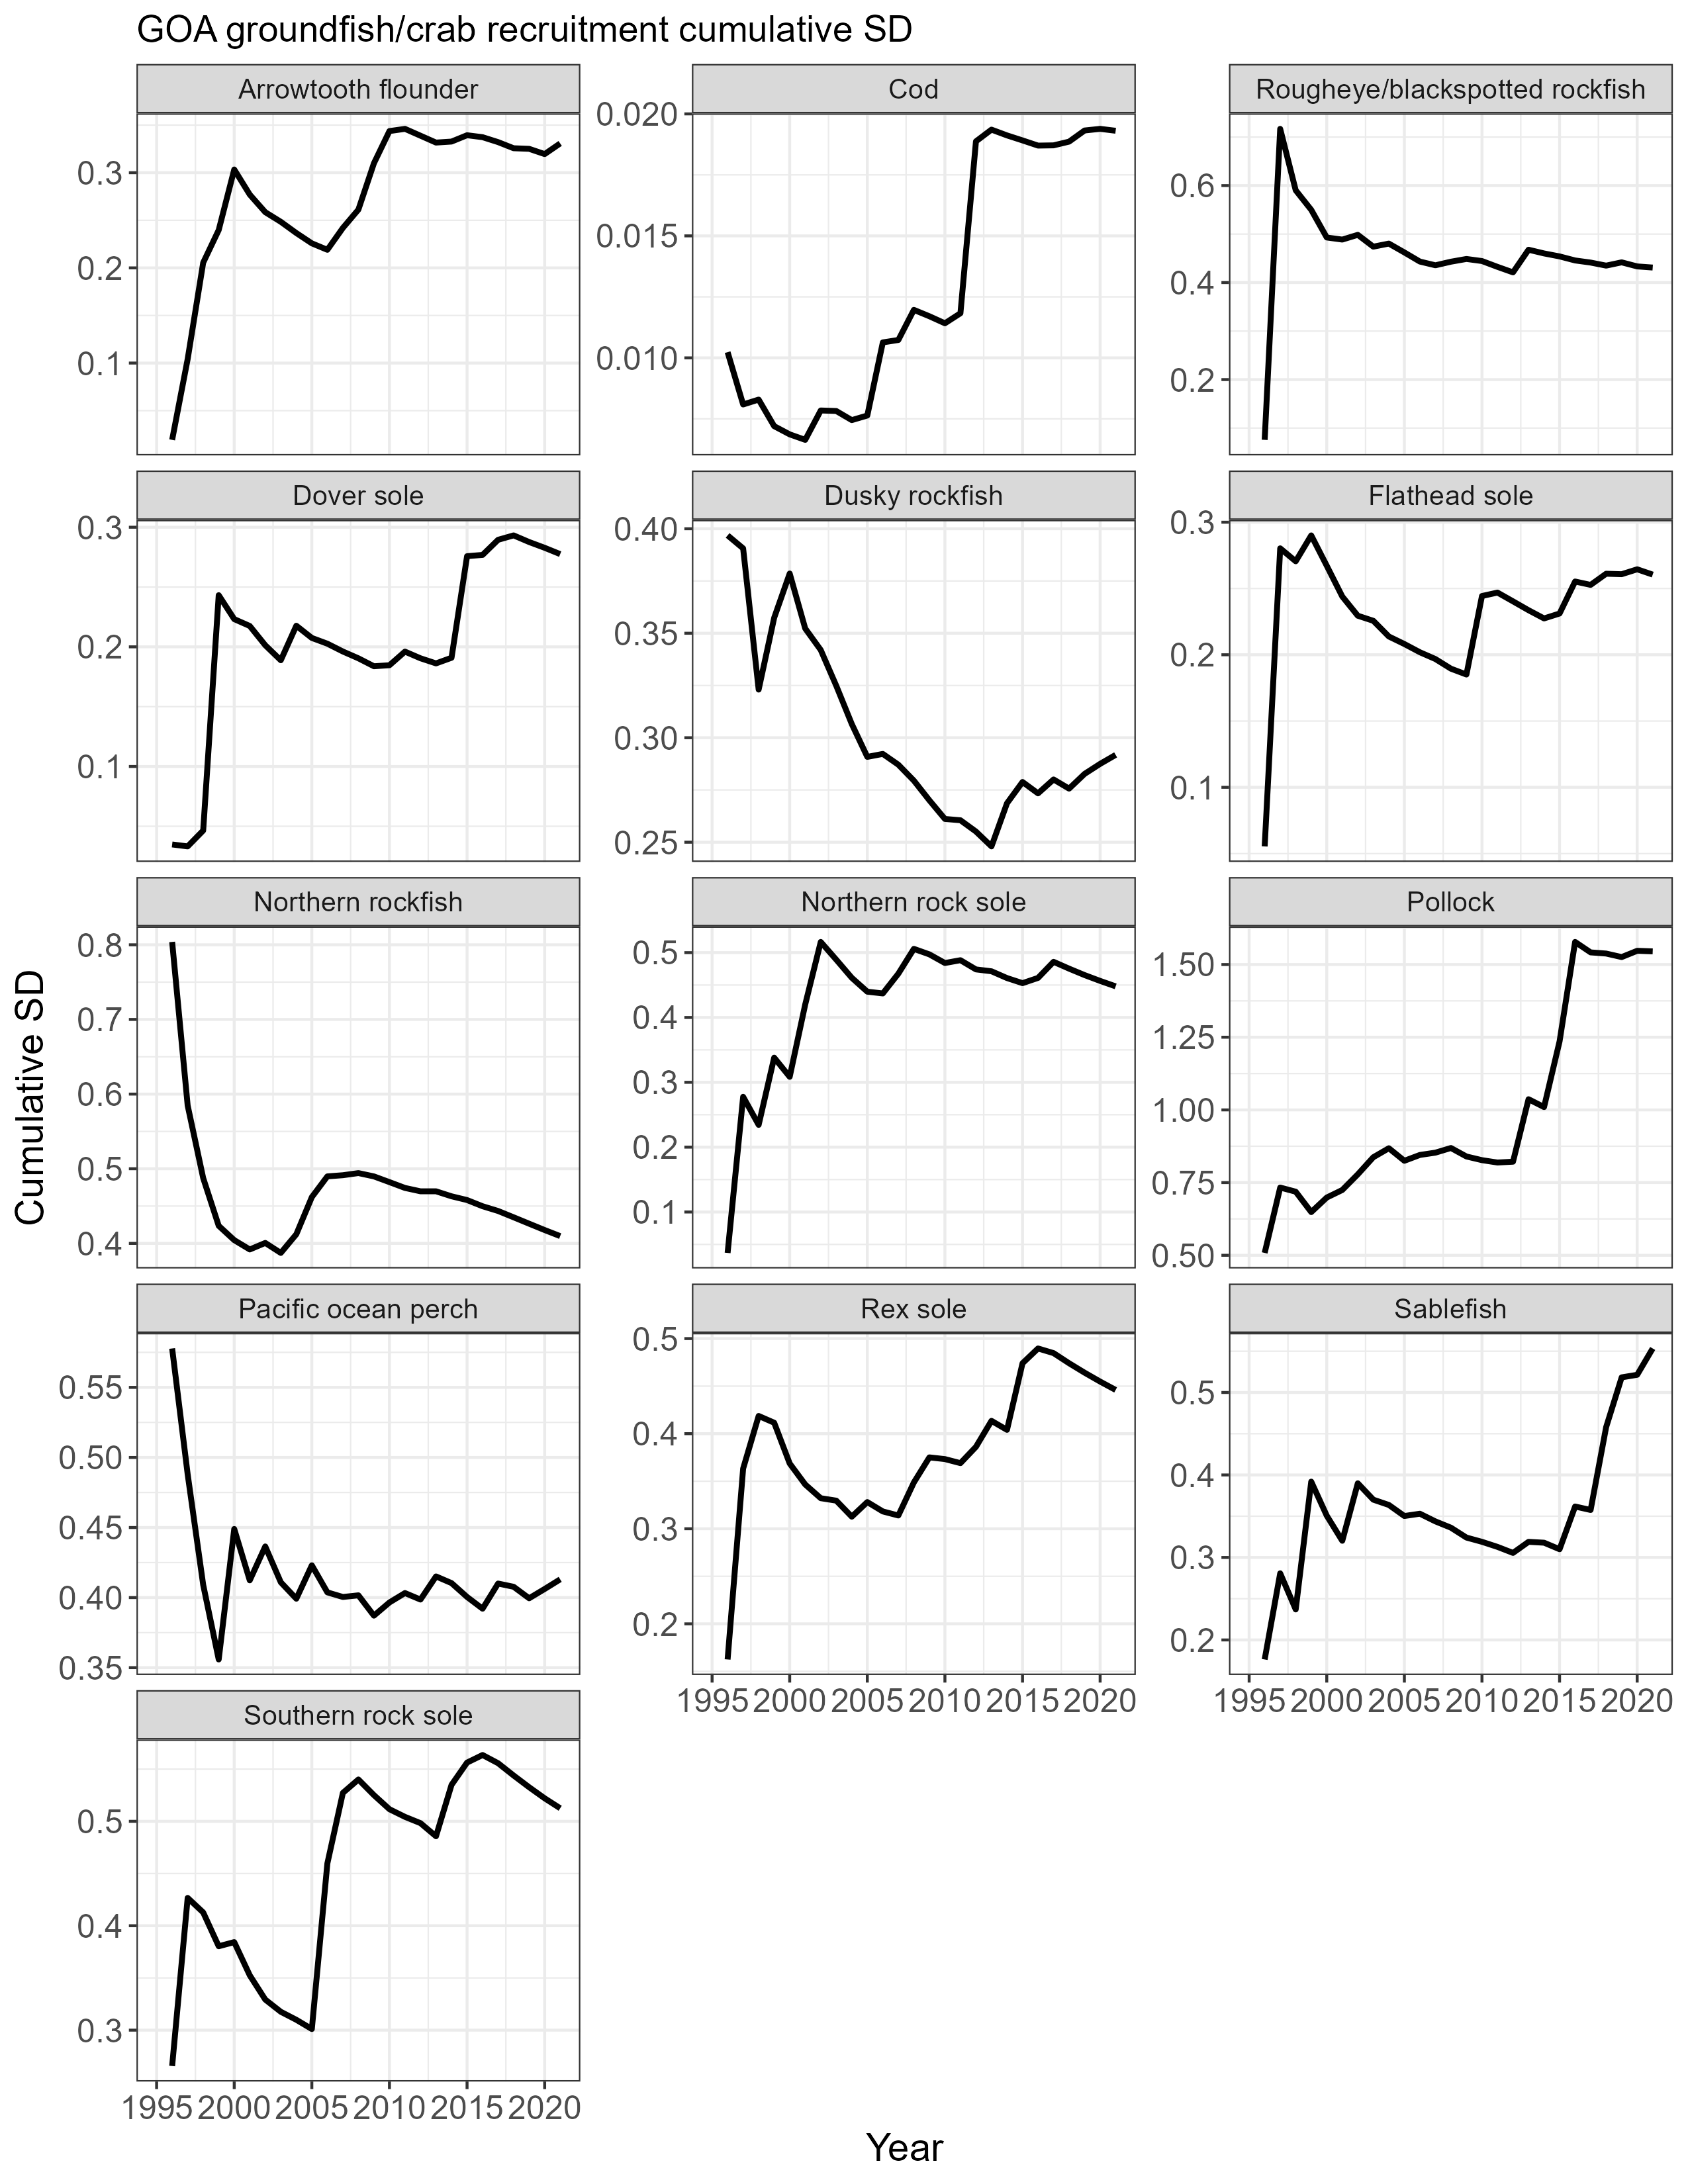 GOA groundfish/crab recruitment cumulative SD
Arrowtooth flounder
0.3
0.2
0.1
Cod
0.020
0.015
0.010
Rougheye/blackspotted rockfish
0.6
0.4
0.2
Dover sole
0.3
0.2
0.1
Dusky rockfish
0.40
0.35
0.30
0.25
Flathead sole
0.3
0.2
0.1
Northern rockfish
0.8
0.7
0.6
0.5
0.4
Northern rock sole
0.5
0.4
0.3
0.2
0.1
Pollock
1.50
1.25
1.00
0.75
0.50
Pacific ocean perch
0.55
0.50
0.45
0.40
0.35
Rex sole
0.5
0.4
0.3
0.2
1995 2000 2005 2010 2015 2020
Sablefish
0.5
0.4
0.3
0.2
1995 2000 2005 2010 2015 2020
Southern rock sole
0.5
0.4
0.3
1995 2000 2005 2010 2015 2020
Cumulative SD
Year